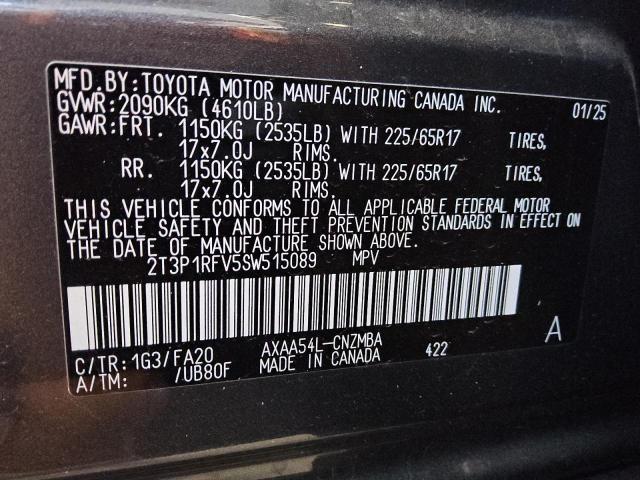 MFD.BY:TOYOTA MOTOR MANUFACTURING CANADA INC. 01/25
GVWR:2090KG (4610LB)
GAWR:FRT. 1150KG (2535LB) WITH 225/65R17 TIRES,
17x7.0J RIMS.
RR. 1150KG (2535LB) WITH 225/65R17 TIRES,
17x7.0J RIMS.
THIS VEHICLE CONFORMS TO ALL APPLICABLE FEDERAL MOTOR
VEHICLE SAFETY AND THEFT PREVENTION STANDARDS IN EFFECT ON
THE DATE OF MANUFACTURE SHOWN ABOVE.
2T3P1RFV5SW515089 MPV
A
C/TR:1G3/FA20 AXAA54L-CNZMBA 422
A/TM: /UB80F MADE IN CANADA